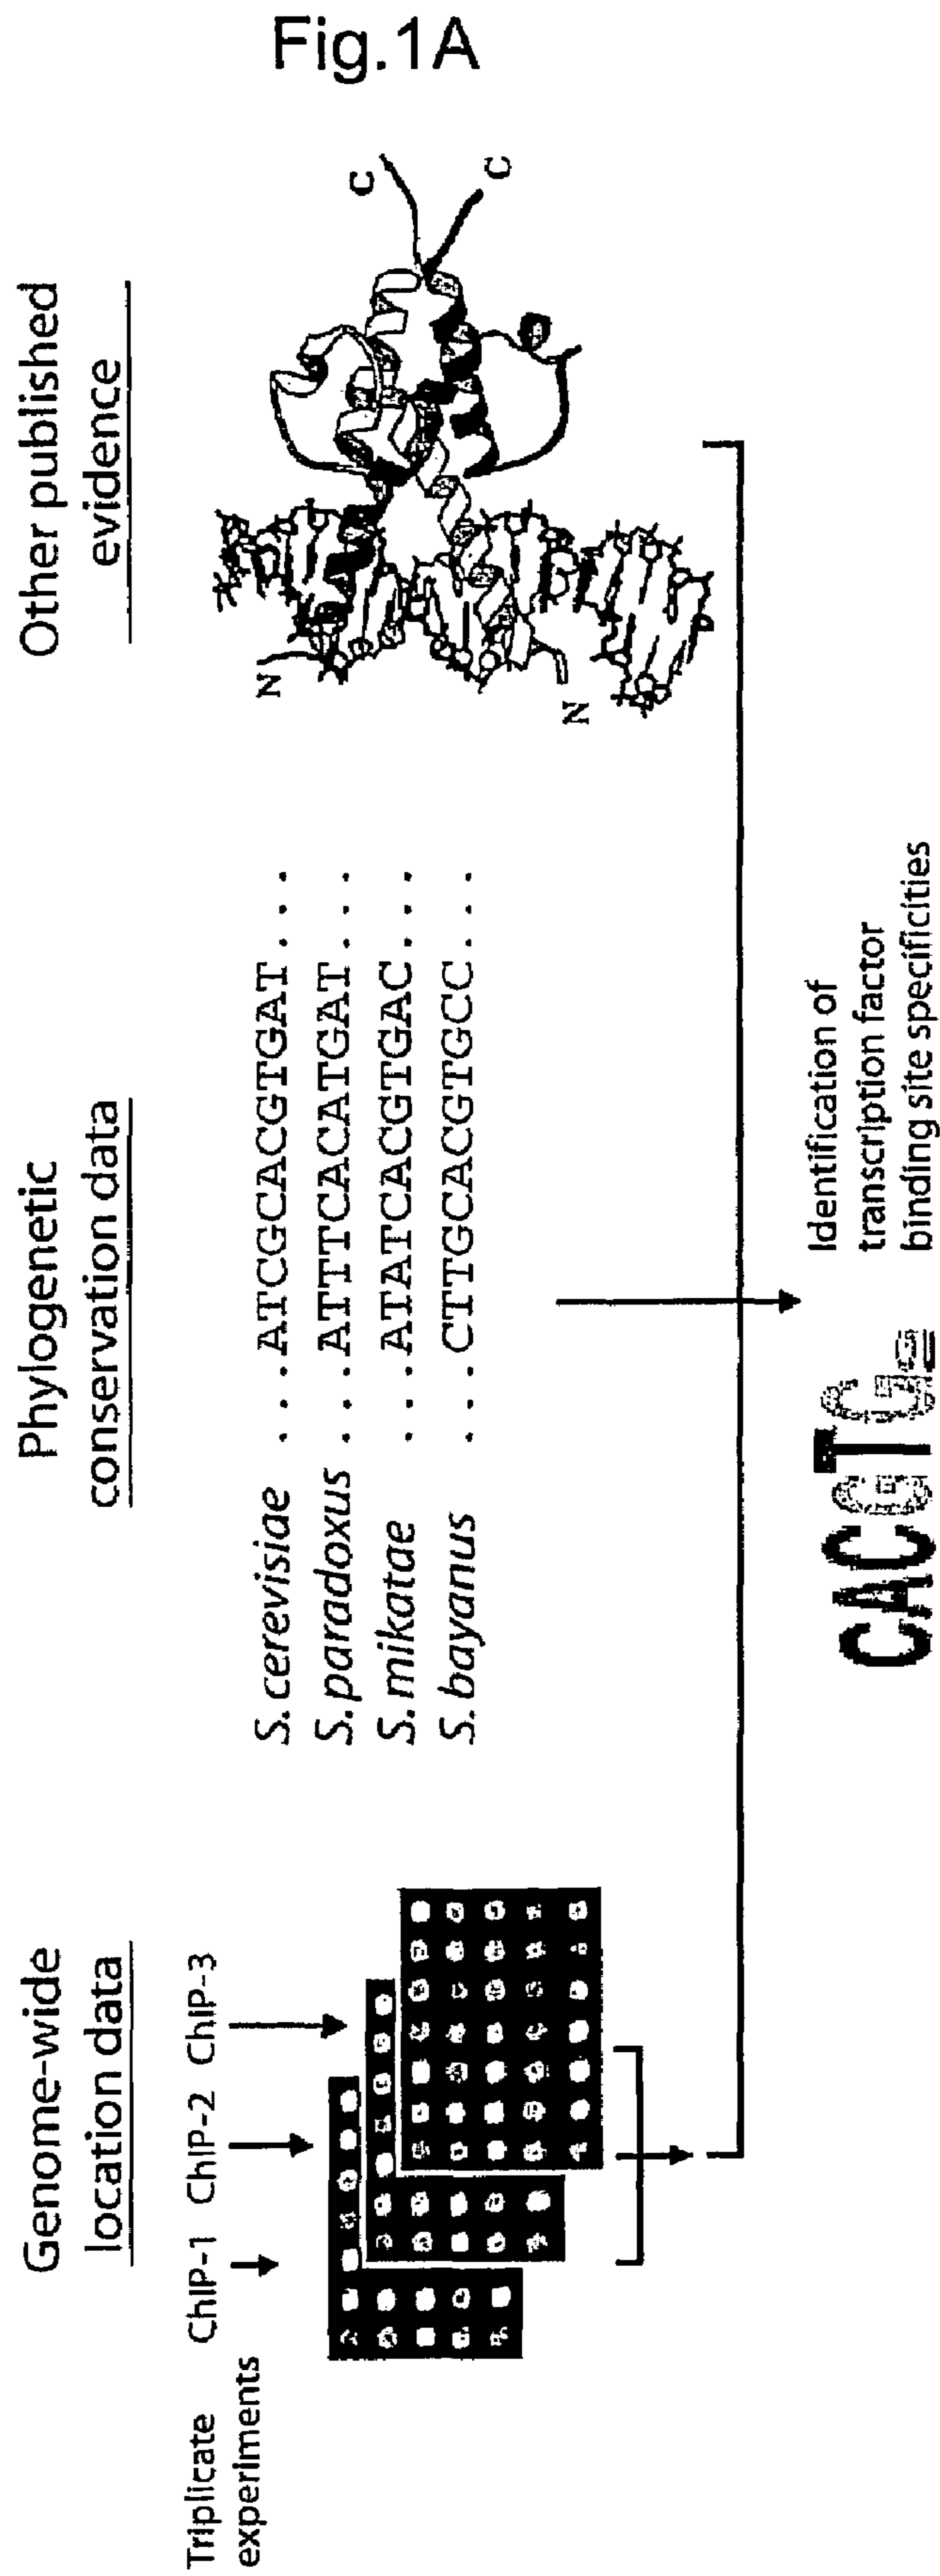 Fig.1A
Genome-wide
location data
Triplicate
experiments
ChIP-1 ChIP-2 ChIP-3
Phylogenetic
conservation data
S. cerevisiae . . .ATCGCACGTGAT. . .
S. paradoxus . . .ATTTCACATGAT. . .
S. mikatae . . .ATATCACGTGAC. . .
S. bayanus . . .CTTGCACGTGCC. . .
Other published
evidence
N
N
C
C
CACGTG
Identification of
transcription factor
binding site specificities